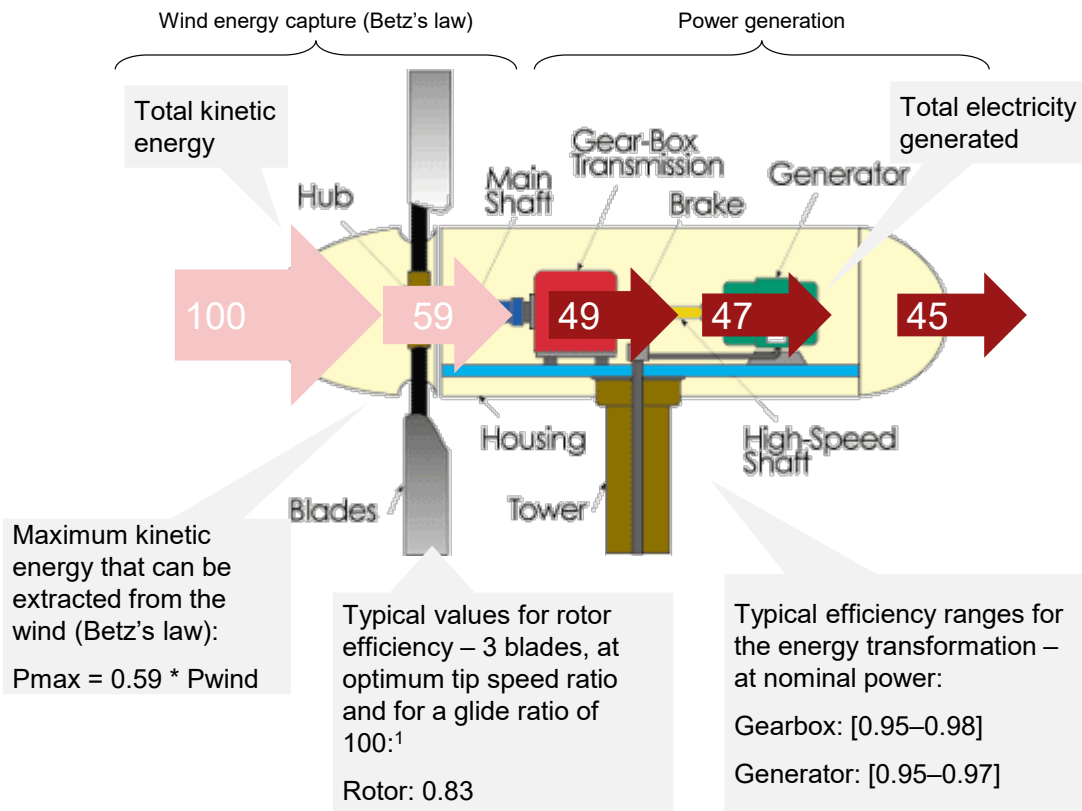 Wind energy capture (Betz's law)
Power generation
Total kinetic
energy
Total electricity
generated
Gear-Box
Transmission
Main
Shaft
Generator
Hub
Brake
100
59
49
47
45
Housing
High-Speed
Shaft
Blades
Tower
Maximum kinetic
energy that can be
extracted from the
wind (Betz's law):
Pmax = 0.59 * Pwind
Typical values for rotor
efficiency – 3 blades, at
optimum tip speed ratio
and for a glide ratio of
100:¹
Rotor: 0.83
Typical efficiency ranges for
the energy transformation –
at nominal power:
Gearbox: [0.95–0.98]
Generator: [0.95–0.97]